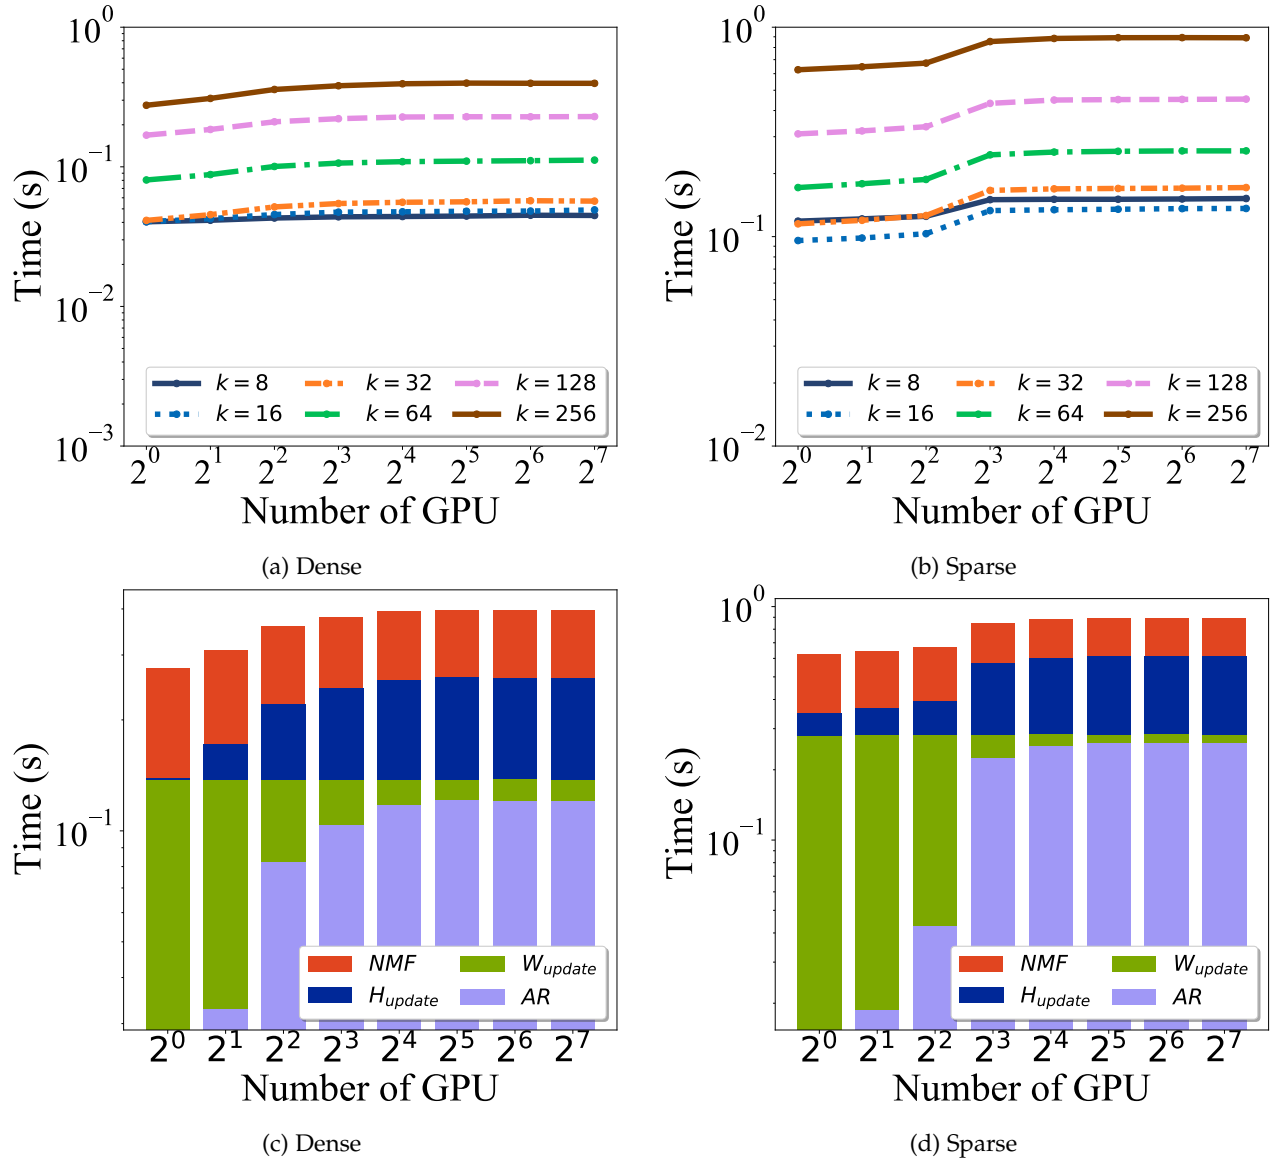 10^0
10^-1
10^-2
10^-3
Time (s)
k = 8
k = 32
k = 128
k = 16
k = 64
k = 256
2^0 2^1 2^2 2^3 2^4 2^5 2^6 2^7
Number of GPU
(a) Dense
10^0
10^-1
10^-2
Time (s)
k = 8
k = 32
k = 128
k = 16
k = 64
k = 256
2^0 2^1 2^2 2^3 2^4 2^5 2^6 2^7
Number of GPU
(b) Sparse
10^-1
Time (s)
NMF
W_update
H_update
AR
2^0 2^1 2^2 2^3 2^4 2^5 2^6 2^7
Number of GPU
(c) Dense
10^0
10^-1
Time (s)
NMF
W_update
H_update
AR
2^0 2^1 2^2 2^3 2^4 2^5 2^6 2^7
Number of GPU
(d) Sparse